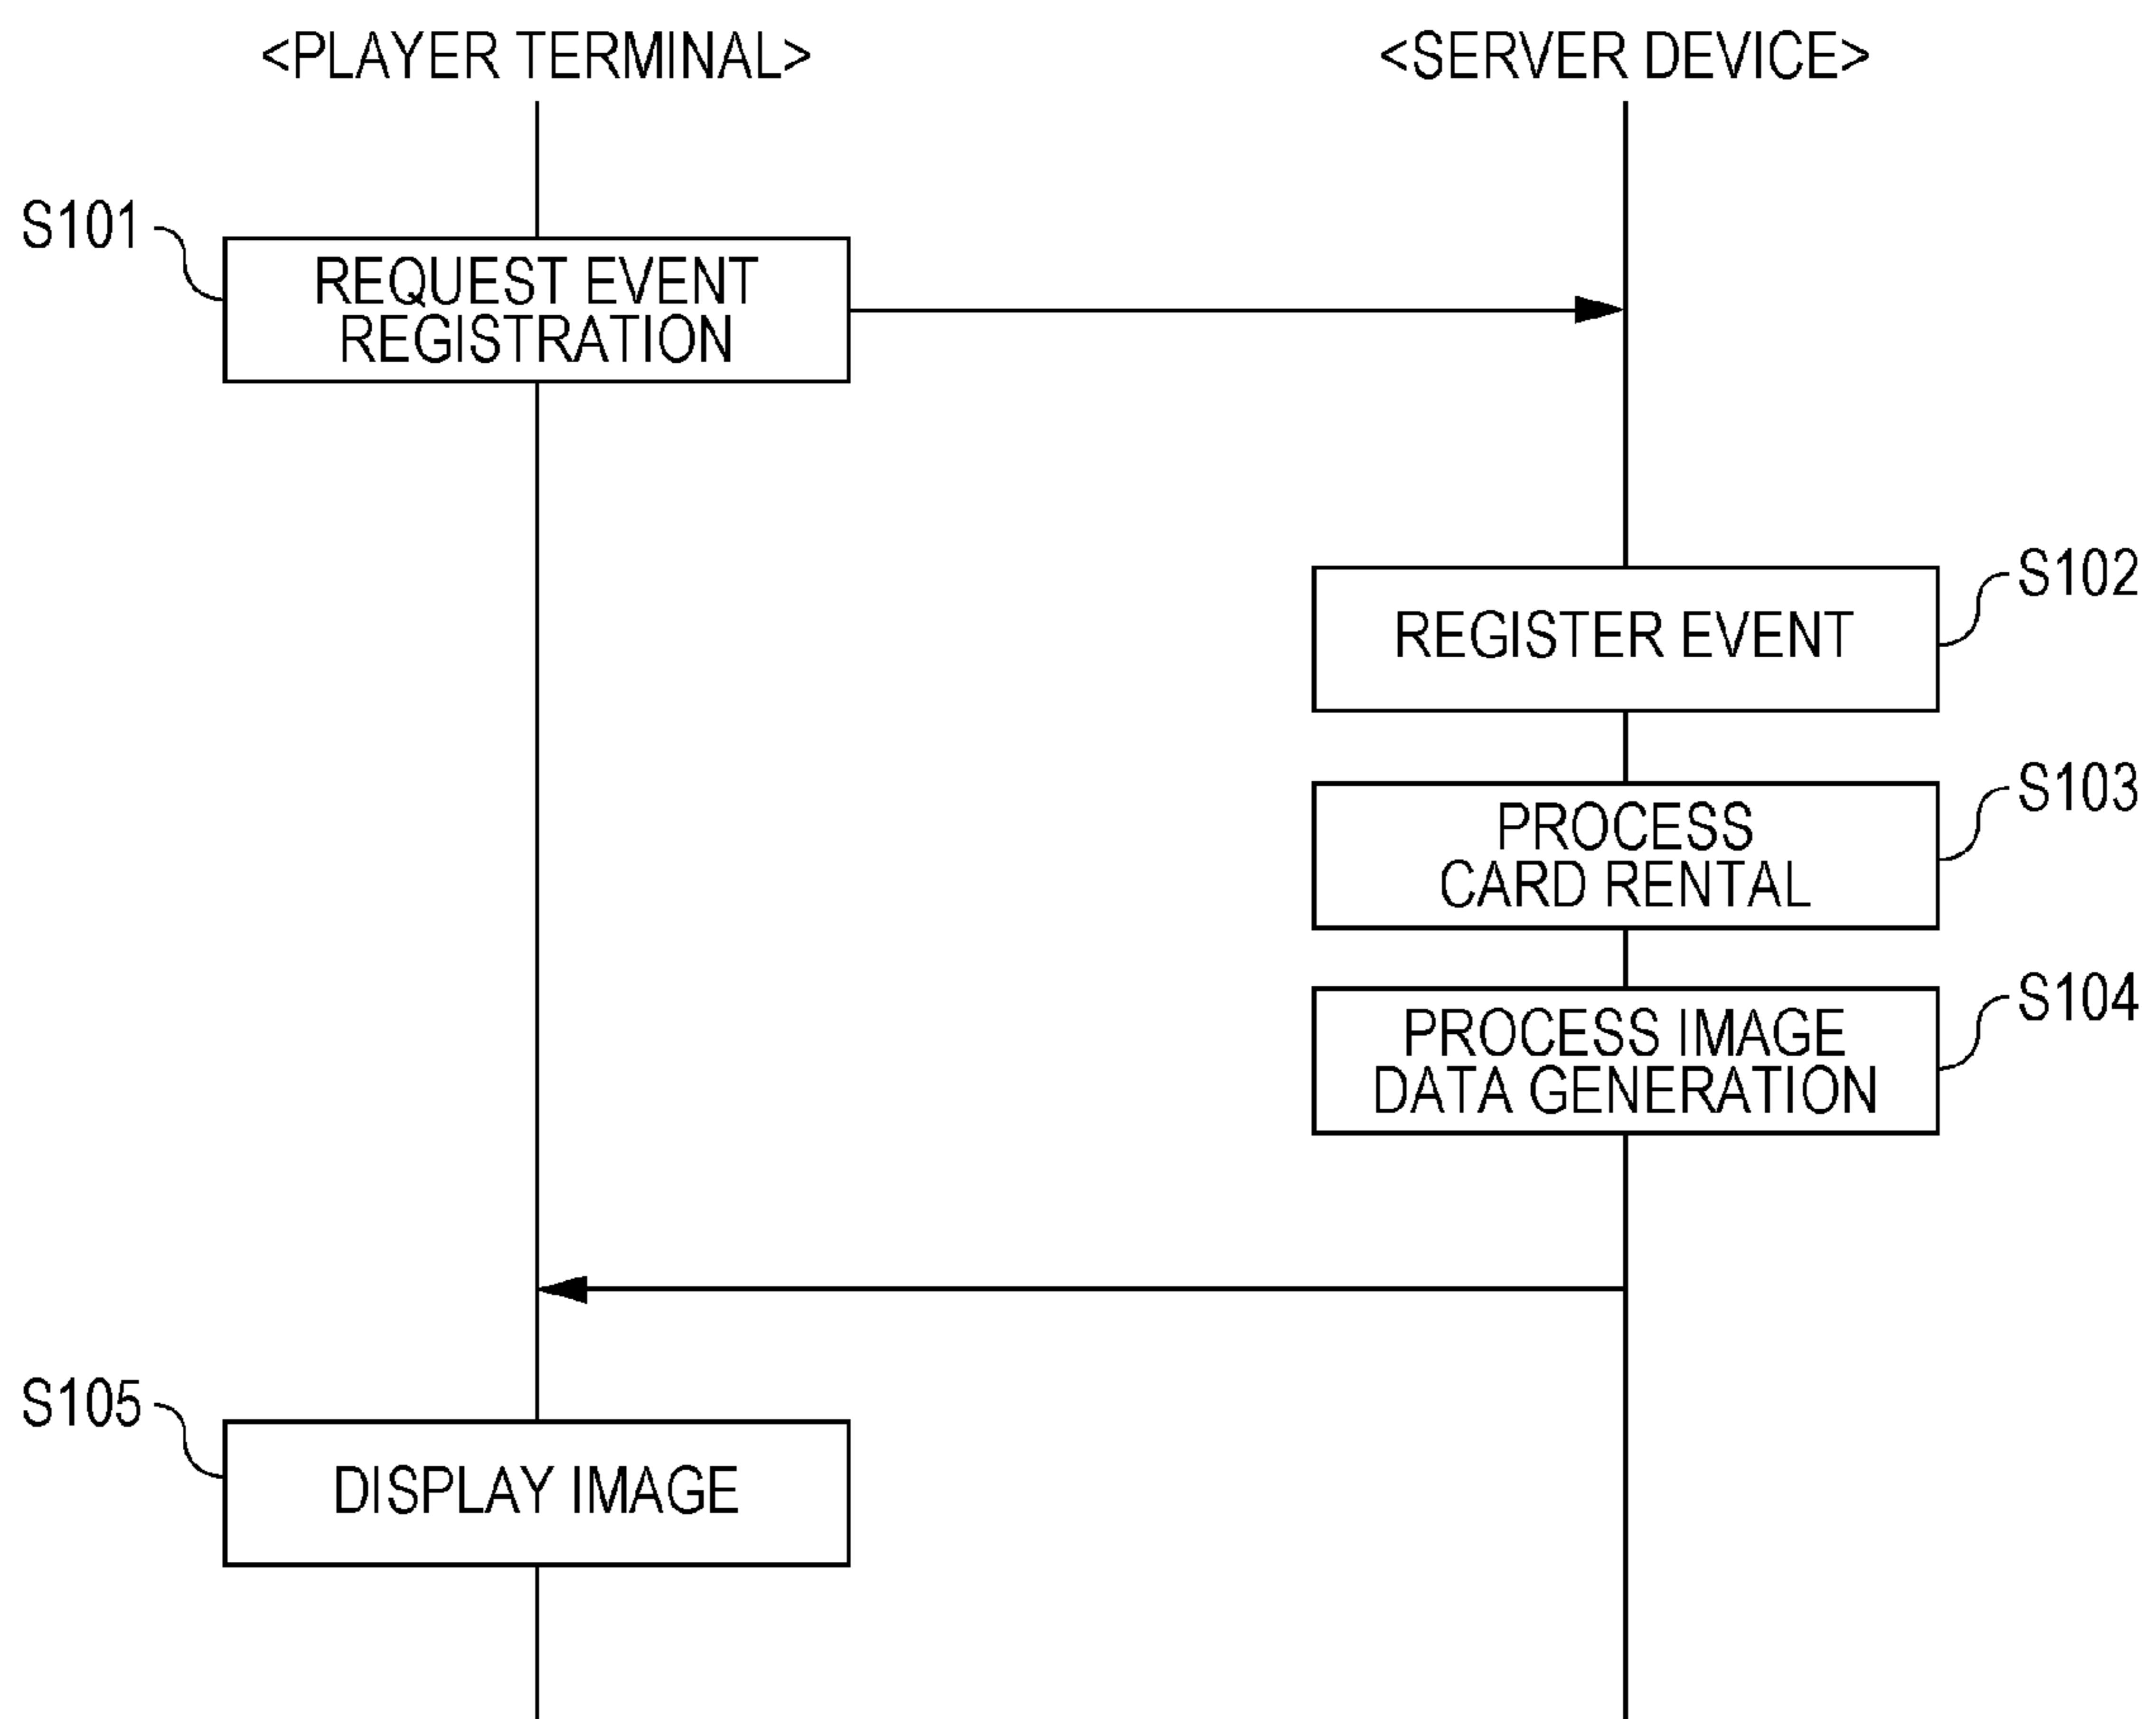 <PLAYER TERMINAL>
<SERVER DEVICE>
S101
REQUEST EVENT
REGISTRATION
S102
REGISTER EVENT
S103
PROCESS
CARD RENTAL
S104
PROCESS IMAGE
DATA GENERATION
S105
DISPLAY IMAGE